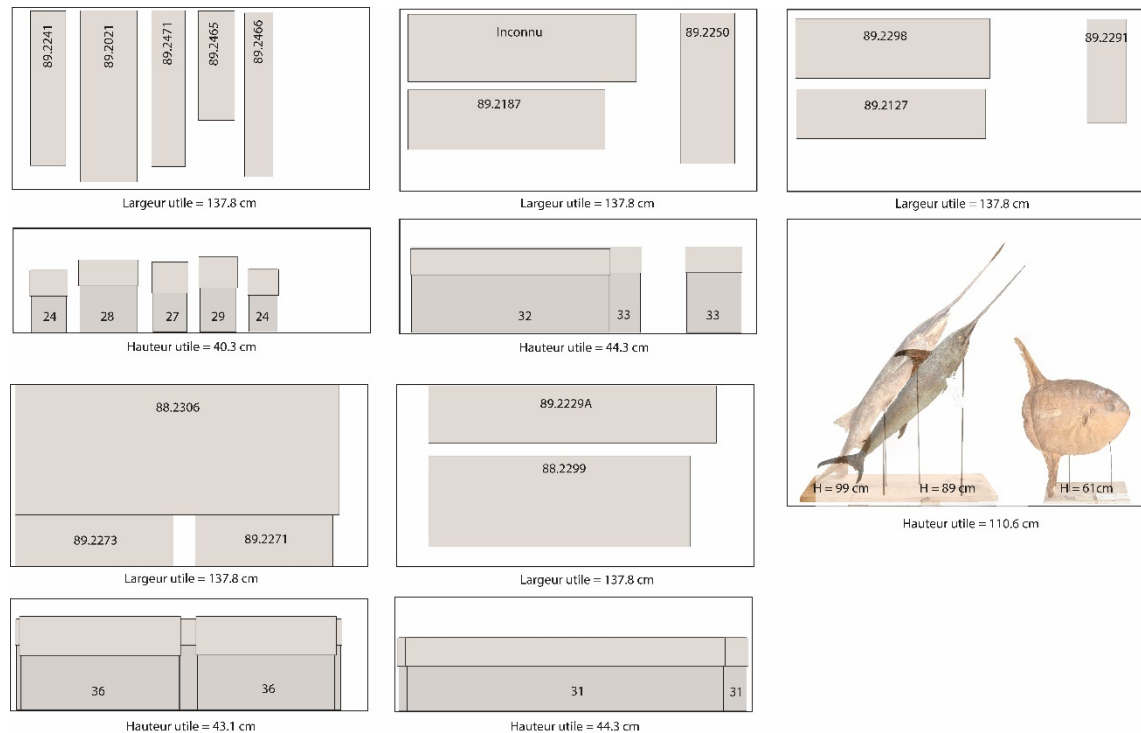 89.2241
89.2021
89.2471
89.2465
89.2466
Largeur utile = 137.8 cm
Inconnu
89.2187
89.2250
Largeur utile = 137.8 cm
89.2298
89.2127
89.2291
Largeur utile = 137.8 cm
24 28 27 29 24
Hauteur utile = 40.3 cm
32 33 33
Hauteur utile = 44.3 cm
H = 99 cm H = 89 cm H = 61cm
Hauteur utile = 110.6 cm
88.2306
89.2273 89.2271
Largeur utile = 137.8 cm
89.2229A
88.2299
Largeur utile = 137.8 cm
36 36
Hauteur utile = 43.1 cm
31 31
Hauteur utile = 44.3 cm